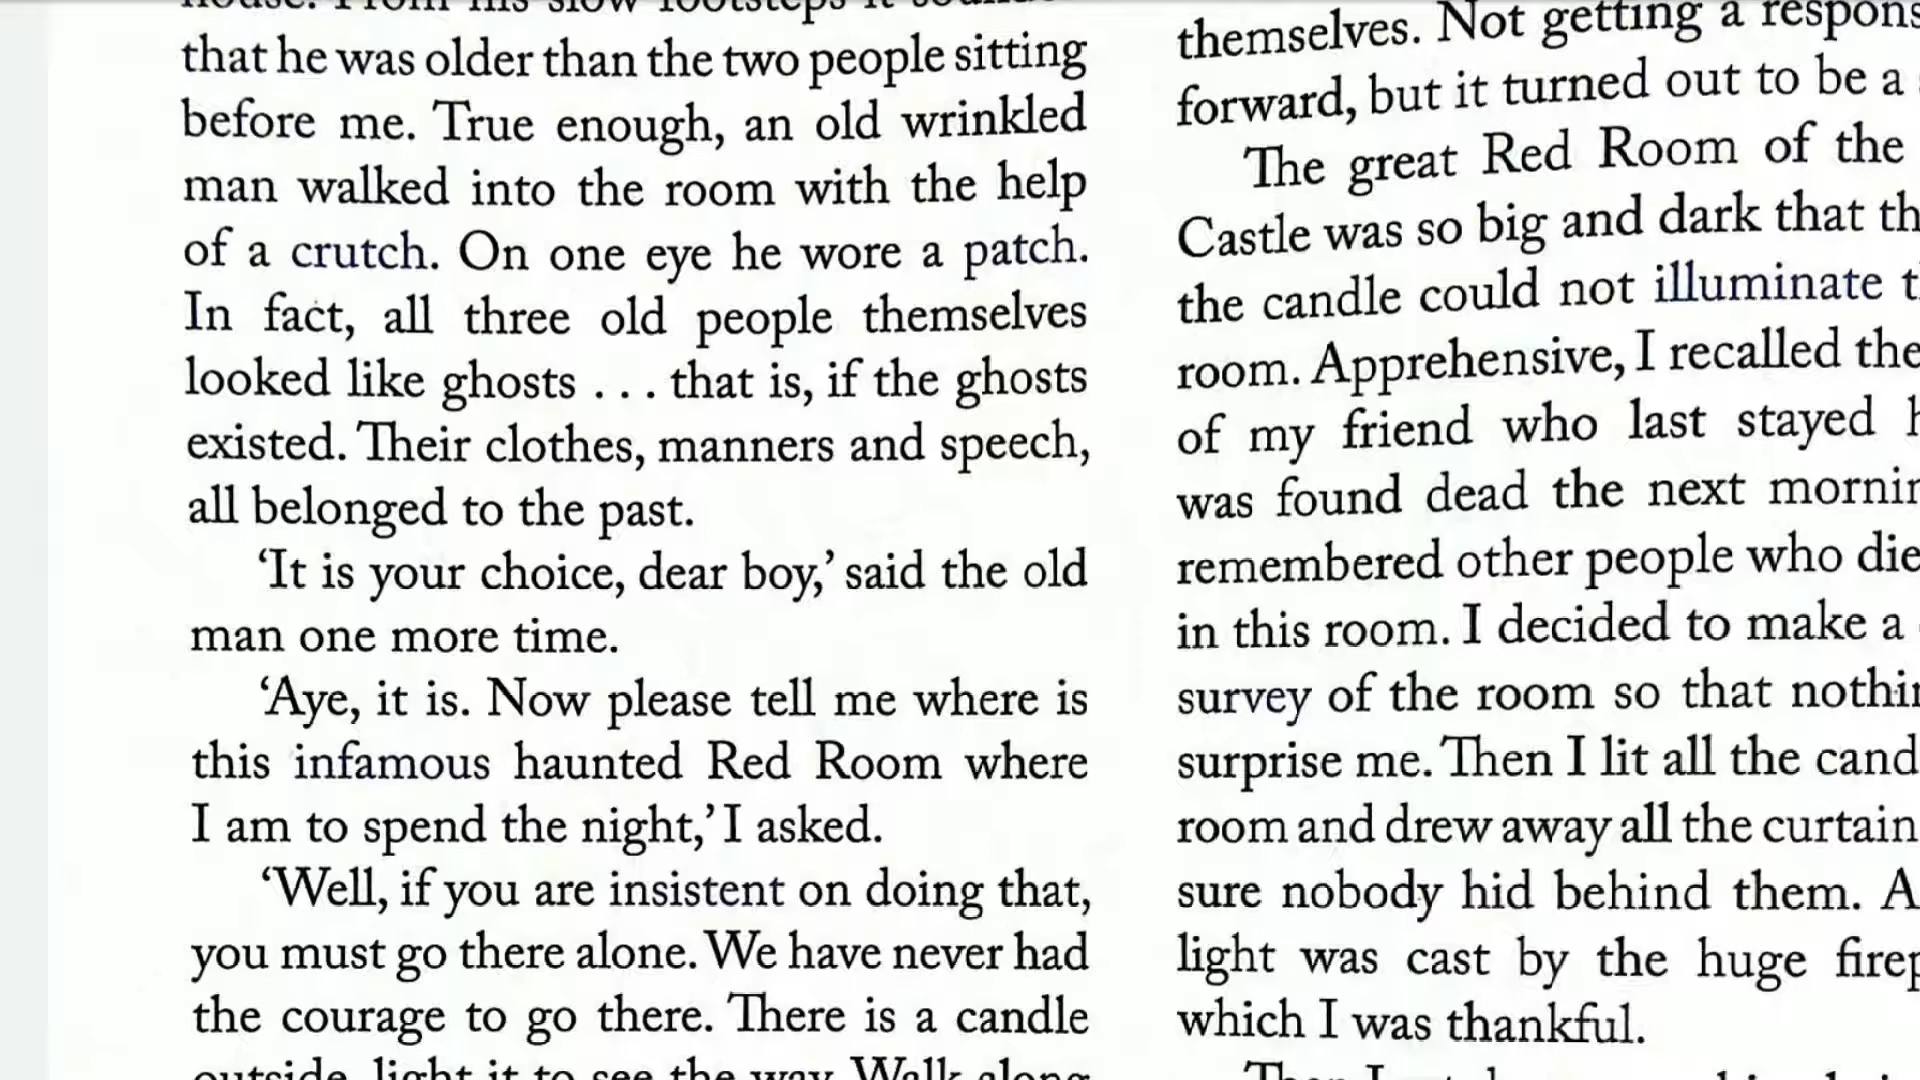 that he was older than the two people sitting
before me. True enough, an old wrinkled
man walked into the room with the help
of a crutch. On one eye he wore a patch.
In fact, all three old people themselves
looked like ghosts . . . that is, if the ghosts
existed. Their clothes, manners and speech,
all belonged to the past.
‘It is your choice, dear boy,’ said the old
man one more time.
‘Aye, it is. Now please tell me where is
this infamous haunted Red Room where
I am to spend the night,’ I asked.
‘Well, if you are insistent on doing that,
you must go there alone. We have never had
the courage to go there. There is a candle
outside, light it to see the way. Walk along
themselves. Not getting a
forward, but it turned out to be a
The great Red Room of the
Castle was so big and dark that
the candle could not illuminate
room. Apprehensive, I recalled the
of my friend who last stayed
was found dead the next
remembered other people who
in this room. I decided to make a
survey of the room so that
surprise me. Then I lit all the
room and drew away all the
sure nobody hid behind them.
light was cast by the huge
which I was thankful.